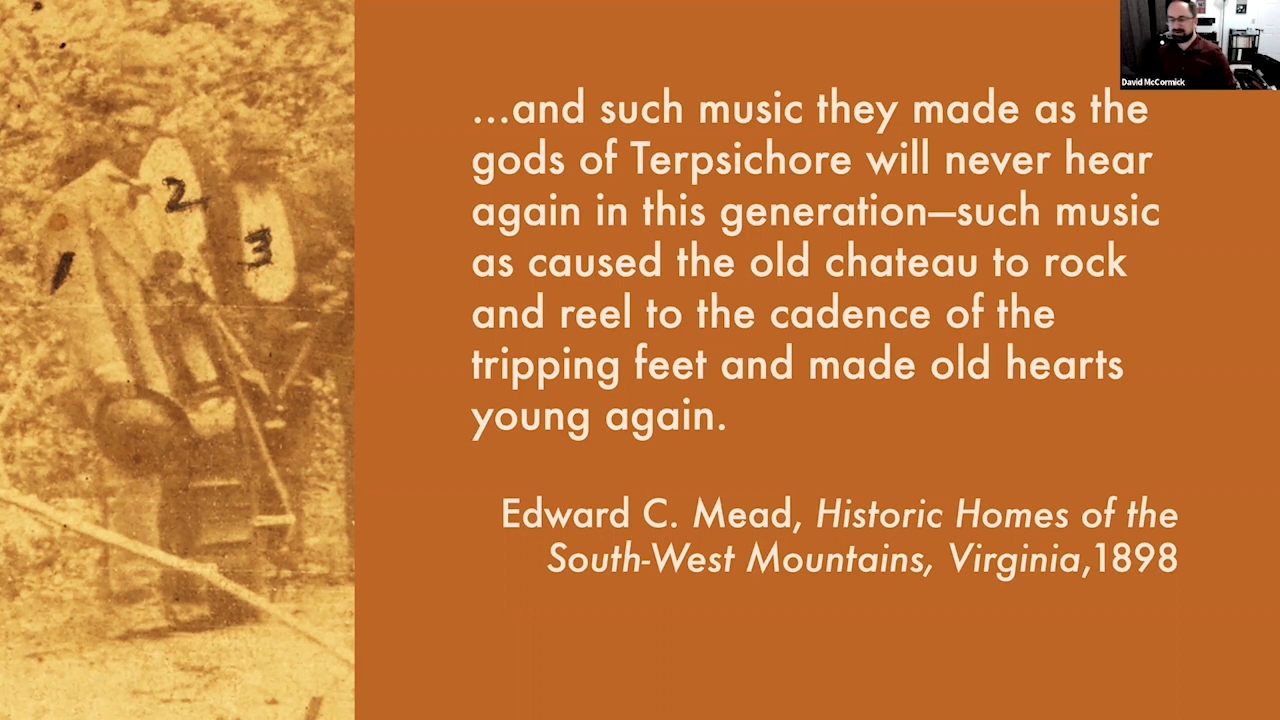 David McCormick
...and such music they made as the
gods of Terpsichore will never hear
again in this generation—such music
as caused the old chateau to rock
and reel to the cadence of the
tripping feet and made old hearts
young again.
Edward C. Mead, Historic Homes of the
South-West Mountains, Virginia,1898
1
2
3